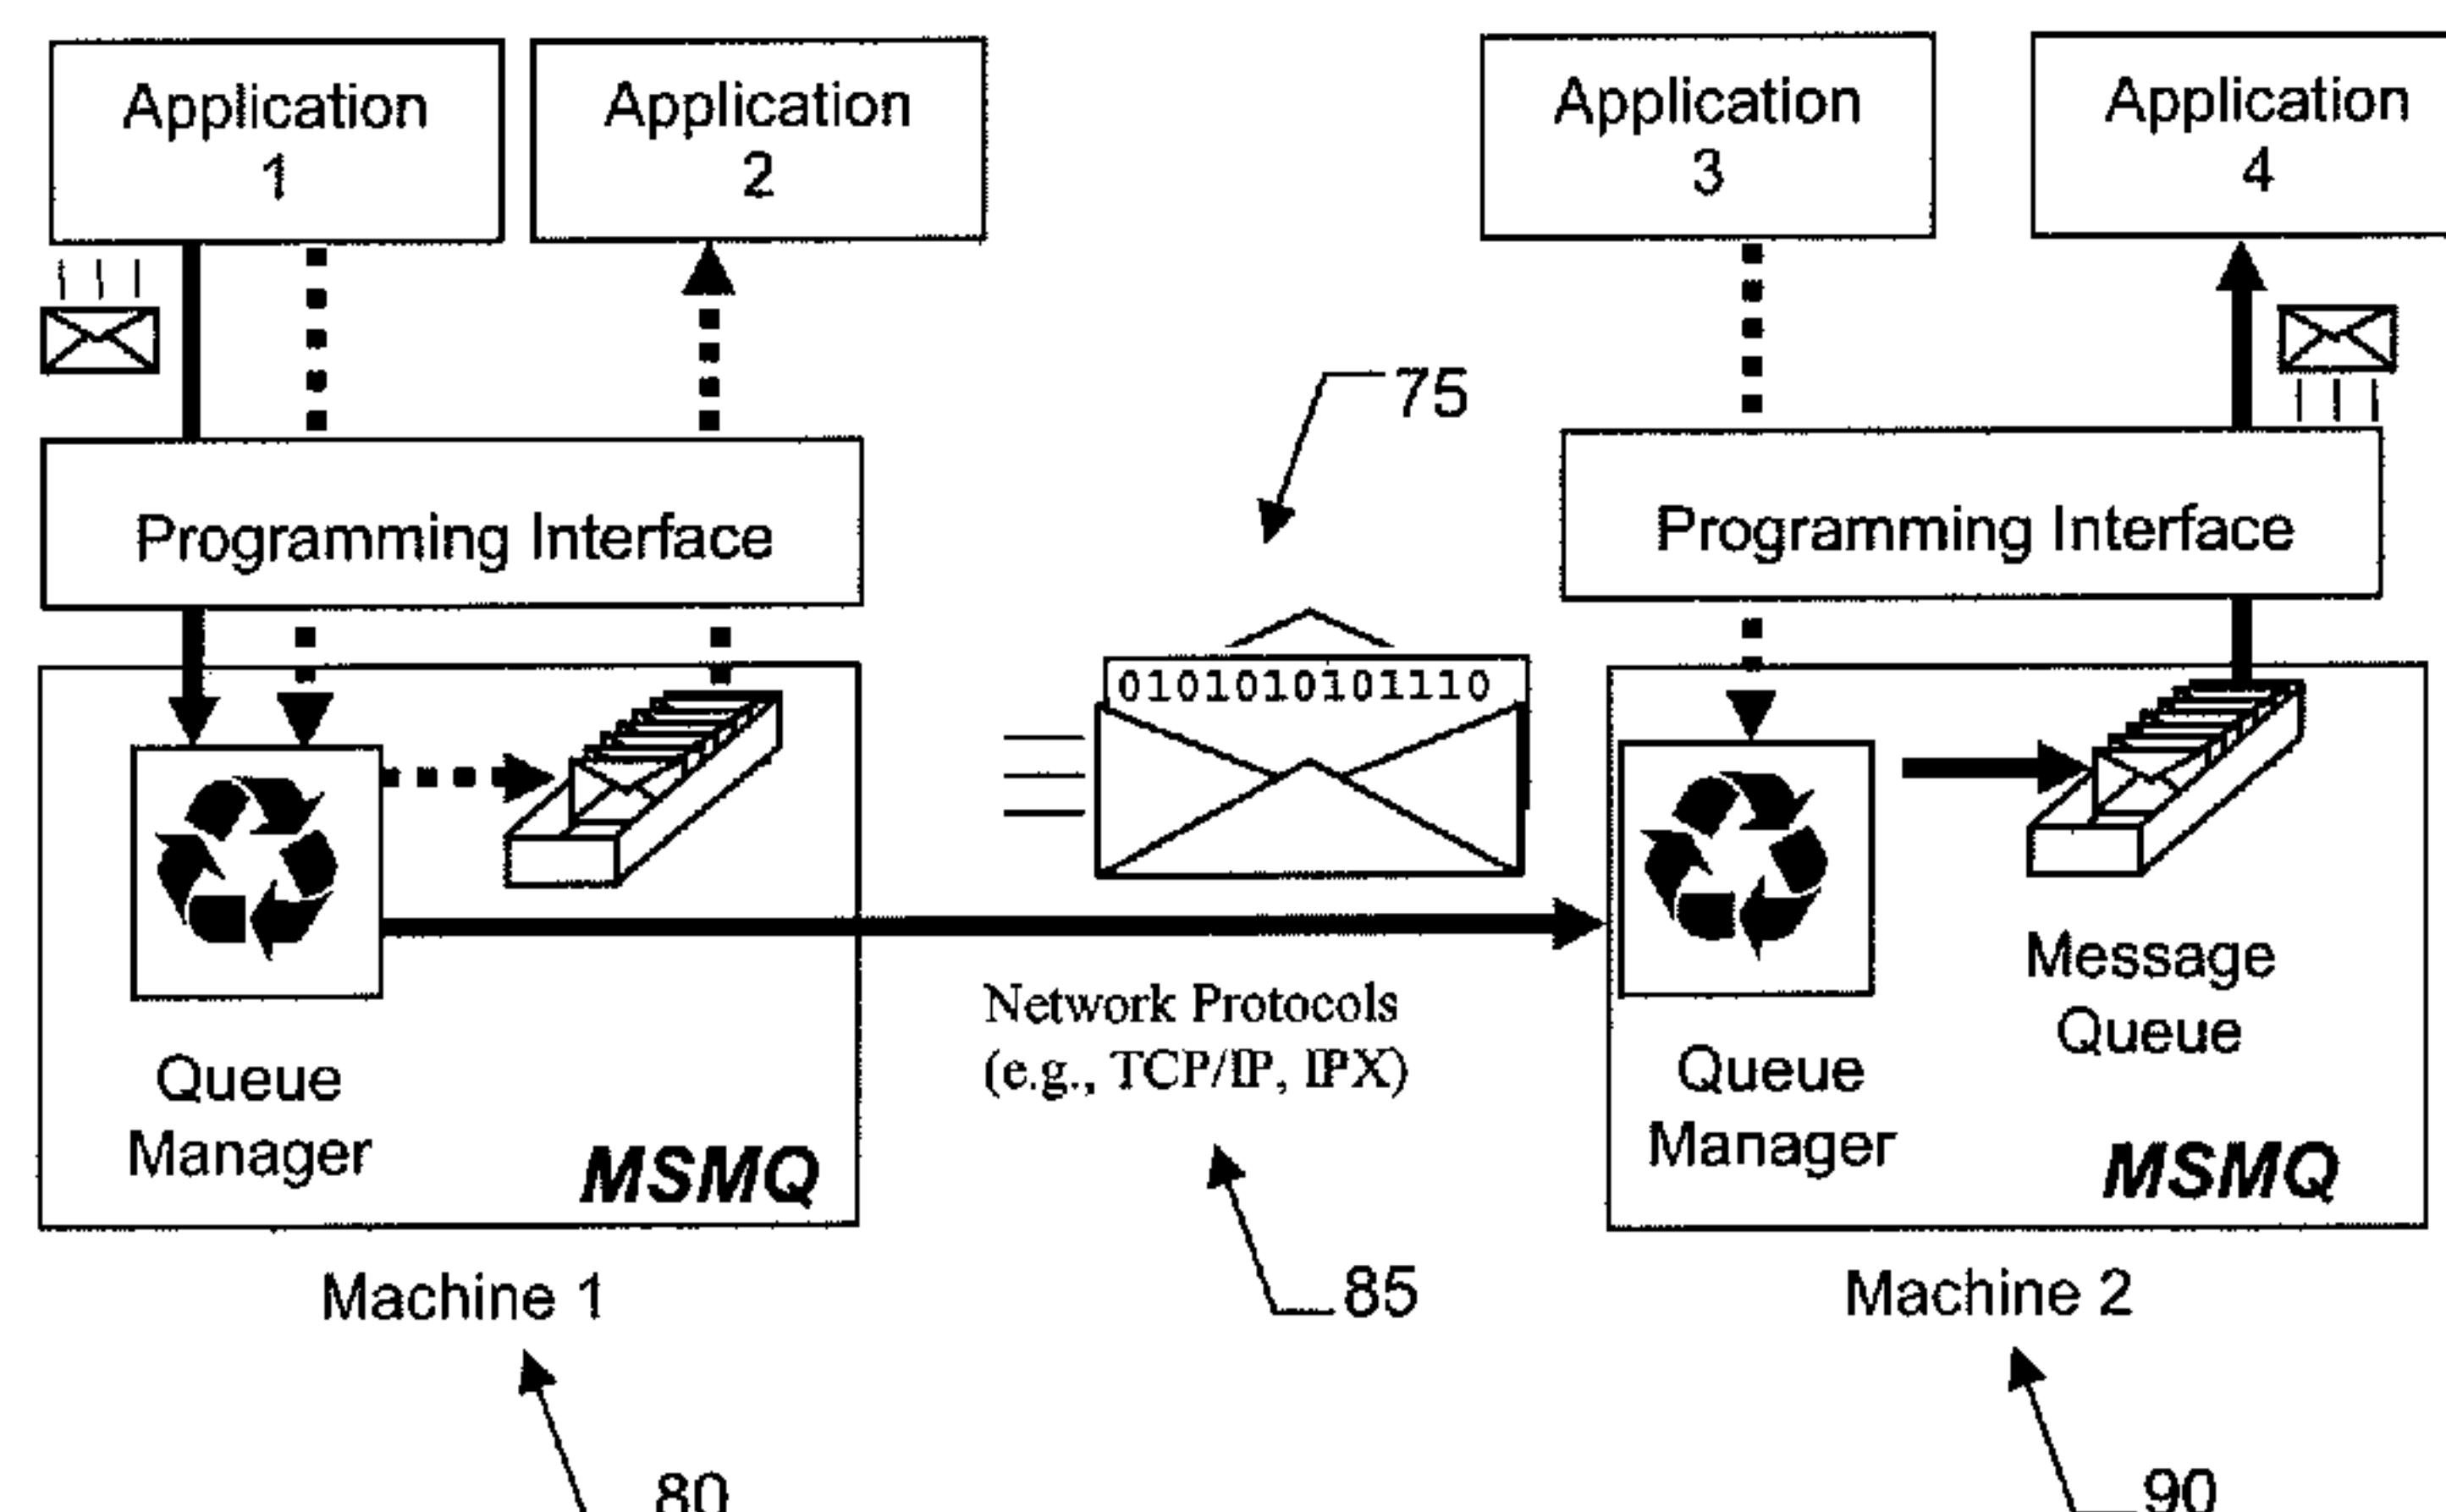 Application
1
Application
2
Application
3
Application
4
75
Programming Interface
Programming Interface
0101010101110
Network Protocols
(e.g., TCP/IP, IPX)
Message
Queue
Queue
Manager
MSMQ
Queue
Manager
MSMQ
Machine 1
85
Machine 2
80
90